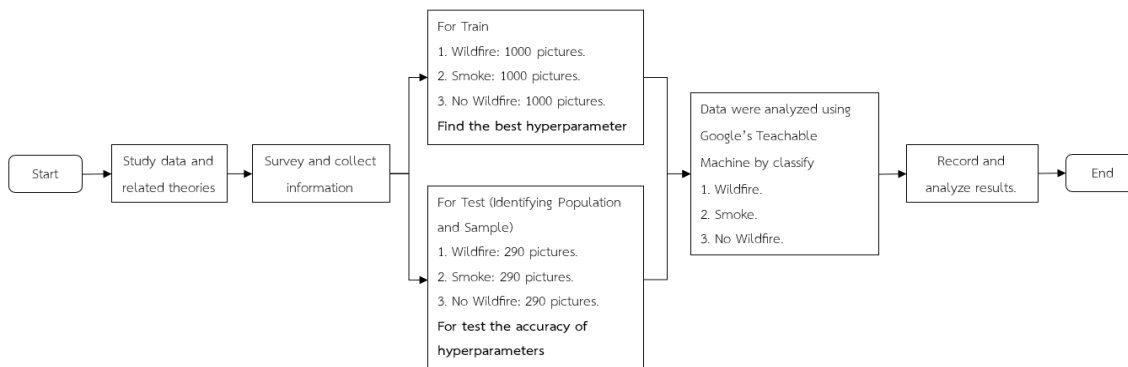 Start
Study data and
related theories
Survey and collect
information
For Train
1. Wildfire: 1000 pictures.
2. Smoke: 1000 pictures.
3. No Wildfire: 1000 pictures.
Find the best hyperparameter
For Test (Identifying Population
and Sample)
1. Wildfire: 290 pictures.
2. Smoke: 290 pictures.
3. No Wildfire: 290 pictures.
For test the accuracy of
hyperparameters
Data were analyzed using
Google's Teachable
Machine by classify
1. Wildfire.
2. Smoke.
3. No Wildfire.
Record and
analyze results.
End